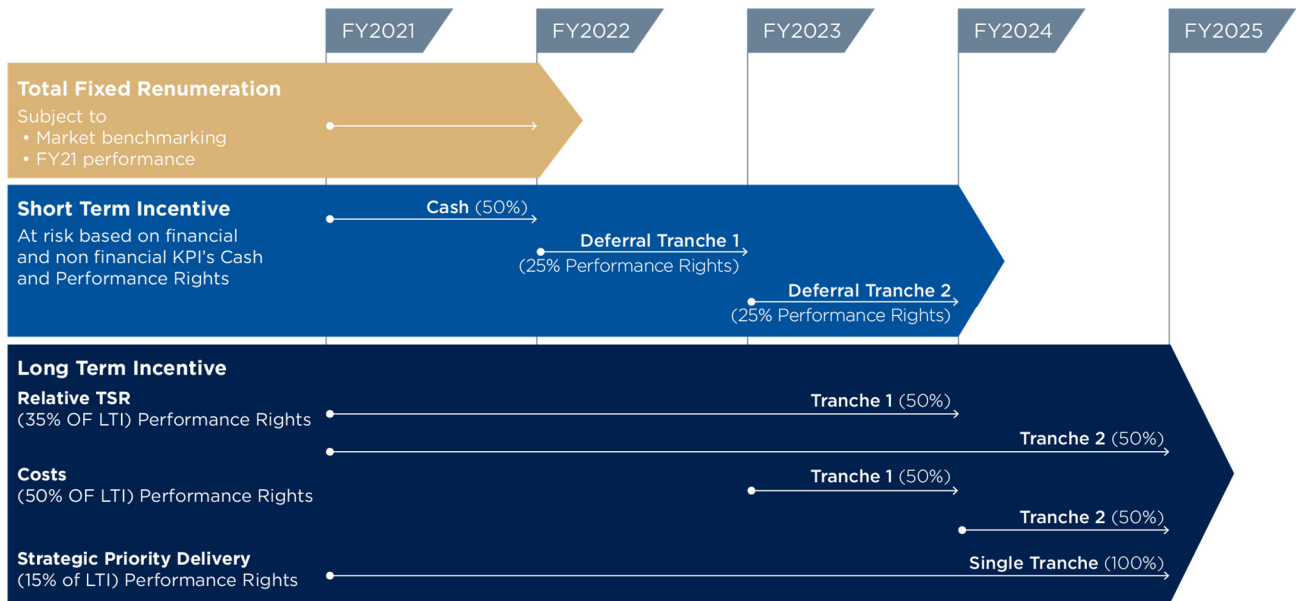 FY2021
FY2022
FY2023
FY2024
FY2025
Total Fixed Renumeration
Subject to
• Market benchmarking
• FY21 performance
Short Term Incentive
At risk based on financial
and non financial KPI's Cash
and Performance Rights
Cash (50%)
Deferral Tranche 1
(25% Performance Rights)
Deferral Tranche 2
(25% Performance Rights)
Long Term Incentive
Relative TSR
(35% OF LTI) Performance Rights
Tranche 1 (50%)
Tranche 2 (50%)
Costs
(50% OF LTI) Performance Rights
Tranche 1 (50%)
Tranche 2 (50%)
Strategic Priority Delivery
(15% of LTI) Performance Rights
Single Tranche (100%)